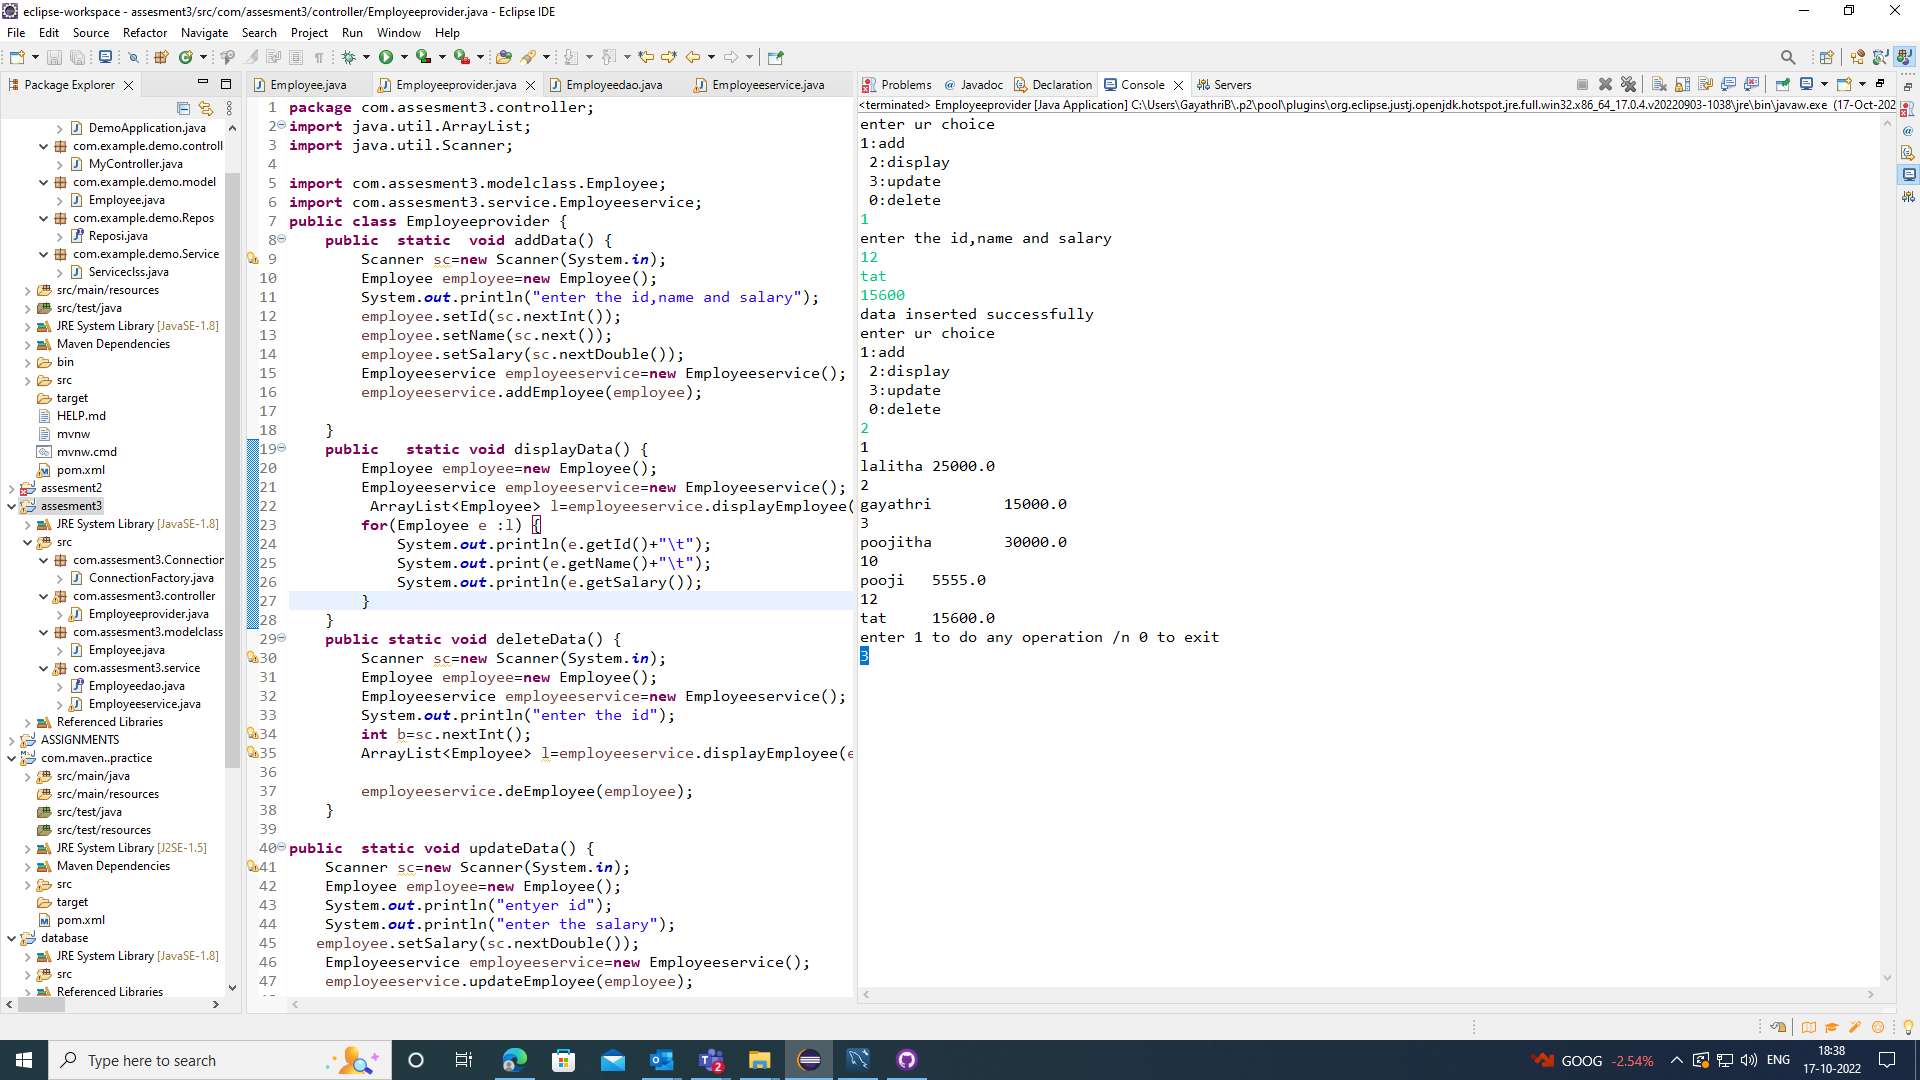 eclipse-workspace - assesment3/src/com/assesment3/controller/Employeeprovider.java - Eclipse IDE
File Edit Source Refactor Navigate Search Project Run Window Help
Package Explorer
DemoApplication.java
com.example.demo.controll
MyController.java
com.example.demo.model
Employee.java
com.example.demo.Repos
Reposi.java
com.example.demo.Service
Serviceclss.java
src/main/resources
src/test/java
JRE System Library [JavaSE-1.8]
Maven Dependencies
bin
src
target
HELP.md
mvnw
mvnw.cmd
pom.xml
assesment2
assesment3
JRE System Library [JavaSE-1.8]
src
com.assesment3.Connection
ConnectionFactory.java
com.assesment3.controller
Employeeprovider.java
com.assesment3.modelclass
Employee.java
com.assesment3.service
Employeedao.java
Employeeservice.java
Referenced Libraries
ASSIGNMENTS
com.maven..practice
src/main/java
src/main/resources
src/test/java
src/test/resources
JRE System Library [J2SE-1.5]
Maven Dependencies
src
target
pom.xml
database
JRE System Library [JavaSE-1.8]
src
Referenced Libraries
Employee.java Employeeprovider.java Employeedao.java Employeeservice.java
1 package com.assesment3.controller;
2 import java.util.ArrayList;
3 import java.util.Scanner;
4
5 import com.assesment3.modelclass.Employee;
6 import com.assesment3.service.Employeeservice;
7 public class Employeeprovider {
8 public static void addData() {
9 Scanner sc=new Scanner(System.in);
10 Employee employee=new Employee();
11 System.out.println("enter the id,name and salary");
12 employee.setId(sc.nextInt());
13 employee.setName(sc.next());
14 employee.setSalary(sc.nextDouble());
15 Employeeservice employeeservice=new Employeeservice();
16 employeeservice.addEmployee(employee);
17
18 }
19 public static void displayData() {
20 Employee employee=new Employee();
21 Employeeservice employeeservice=new Employeeservice();
22 ArrayList<Employee> l=employeeservice.displayEmployee(
23 for(Employee e :l) {
24 System.out.println(e.getId()+"\t");
25 System.out.print(e.getName()+"\t");
26 System.out.println(e.getSalary());
27 }
28 }
29 public static void deleteData() {
30 Scanner sc=new Scanner(System.in);
31 Employee employee=new Employee();
32 Employeeservice employeeservice=new Employeeservice();
33 System.out.println("enter the id");
34 int b=sc.nextInt();
35 ArrayList<Employee> l=employeeservice.displayEmployee(e
36
37 employeeservice.deEmployee(employee);
38 }
39
40 public static void updateData() {
41 Scanner sc=new Scanner(System.in);
42 Employee employee=new Employee();
43 System.out.println("entyer id");
44 System.out.println("enter the salary");
45 employee.setSalary(sc.nextDouble());
46 Employeeservice employeeservice=new Employeeservice();
47 employeeservice.updateEmployee(employee);
Problems Javadoc Declaration Console Servers
<terminated> Employeeprovider [Java Application] C:\Users\GayathriB\.p2\pool\plugins\org.eclipse.justj.openjdk.hotspot.jre.full.win32.x86_64_17.0.4.v20220903-1038\jre\bin\javaw.exe (17-Oct-202
enter ur choice
1:add
2:display
3:update
0:delete
1
enter the id,name and salary
12
tat
15600
data inserted successfully
enter ur choice
1:add
2:display
3:update
0:delete
2
1
lalitha 25000.0
2
gayathri 15000.0
3
poojitha 30000.0
10
pooji 5555.0
12
tat 15600.0
enter 1 to do any operation /n 0 to exit
3
Type here to search
2
GOOG -2.54%
ENG
18:38
17-10-2022